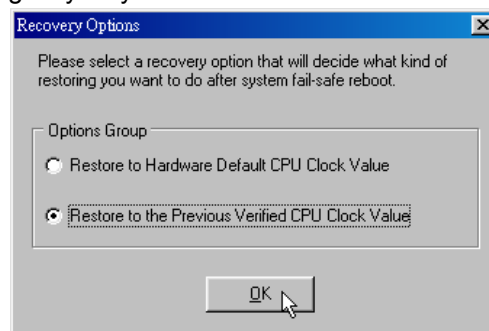 Recovery Options
Please select a recovery option that will decide what kind of
restoring you want to do after system fail-safe reboot.
Options Group
Restore to Hardware Default CPU Clock Value
Restore to the Previous Verified CPU Clock Value
OK